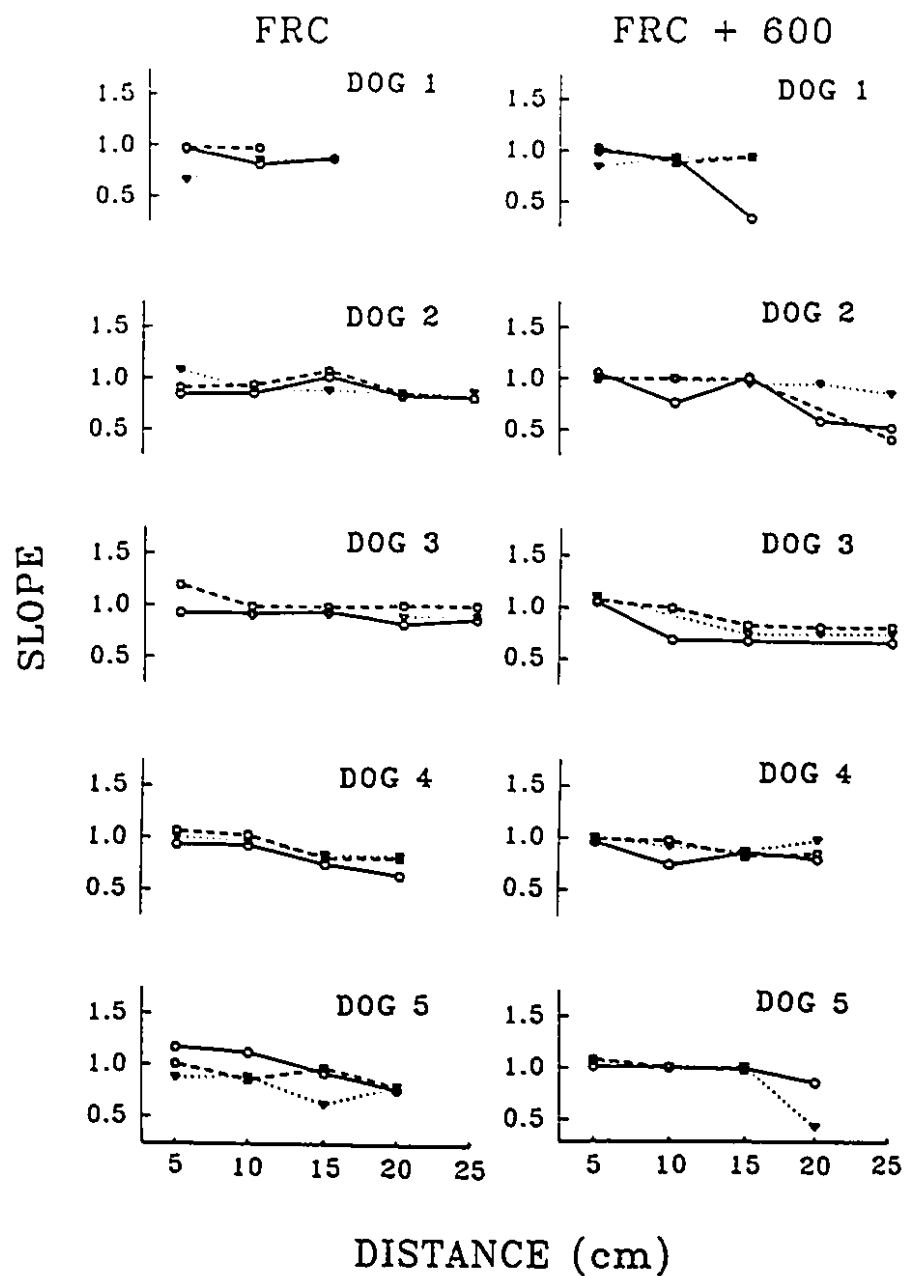 FRC FRC + 600
DOG 1 DOG 1
1.5 1.5
1.0 1.0
0.5 0.5
DOG 2 DOG 2
1.5 1.5
1.0 1.0
0.5 0.5
DOG 3 DOG 3
1.5 1.5
1.0 1.0
0.5 0.5
SLOPE
DOG 4 DOG 4
1.5 1.5
1.0 1.0
0.5 0.5
DOG 5 DOG 5
1.5 1.5
1.0 1.0
0.5 0.5
5 10 15 20 25 5 10 15 20 25
DISTANCE (cm)